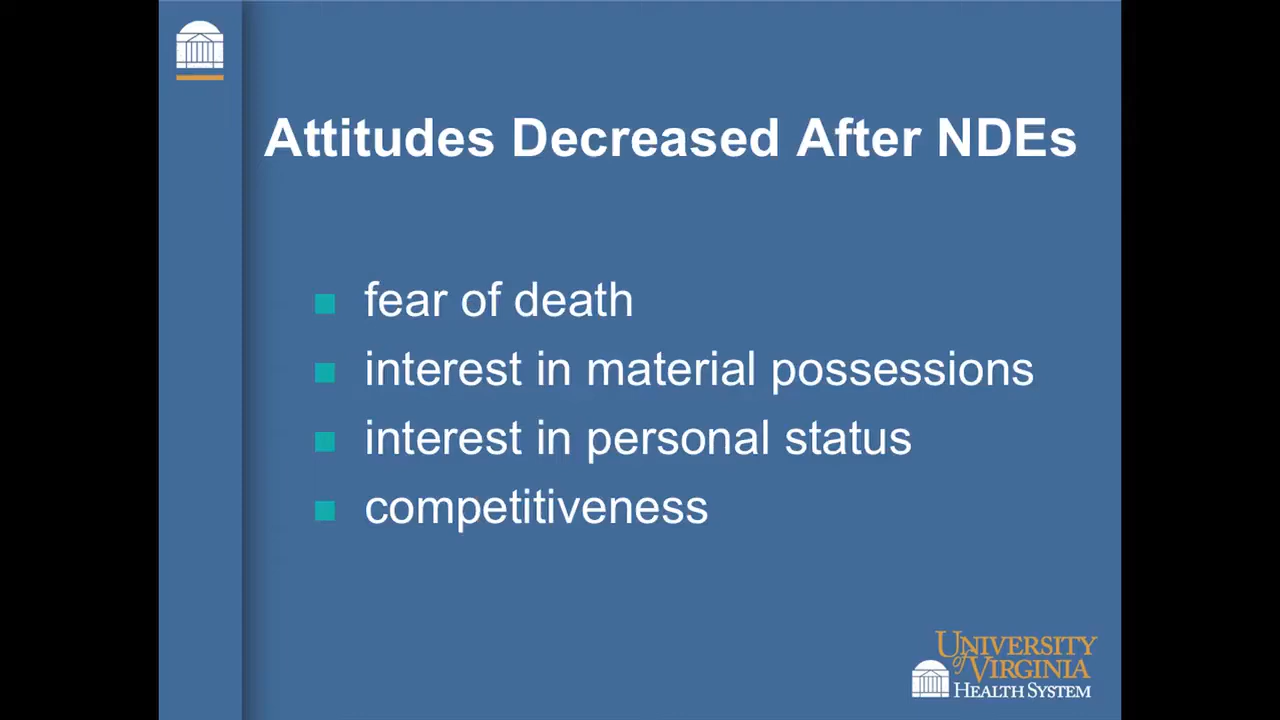 Attitudes Decreased After NDEs
fear of death
interest in material possessions
interest in personal status
competitiveness
UNIVERSITY
of VIRGINIA
HEALTH SYSTEM